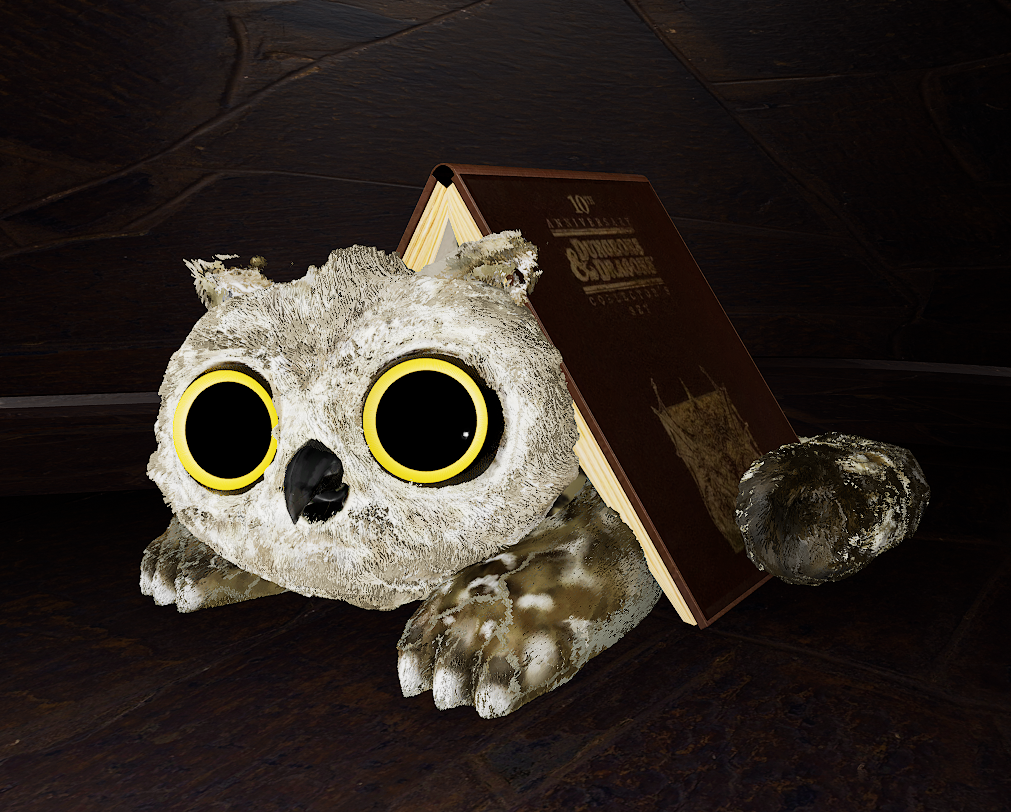 10TH
ANNIVERSARY
DUNGEONS
& DRAGONS
COLLECTOR'S
SET